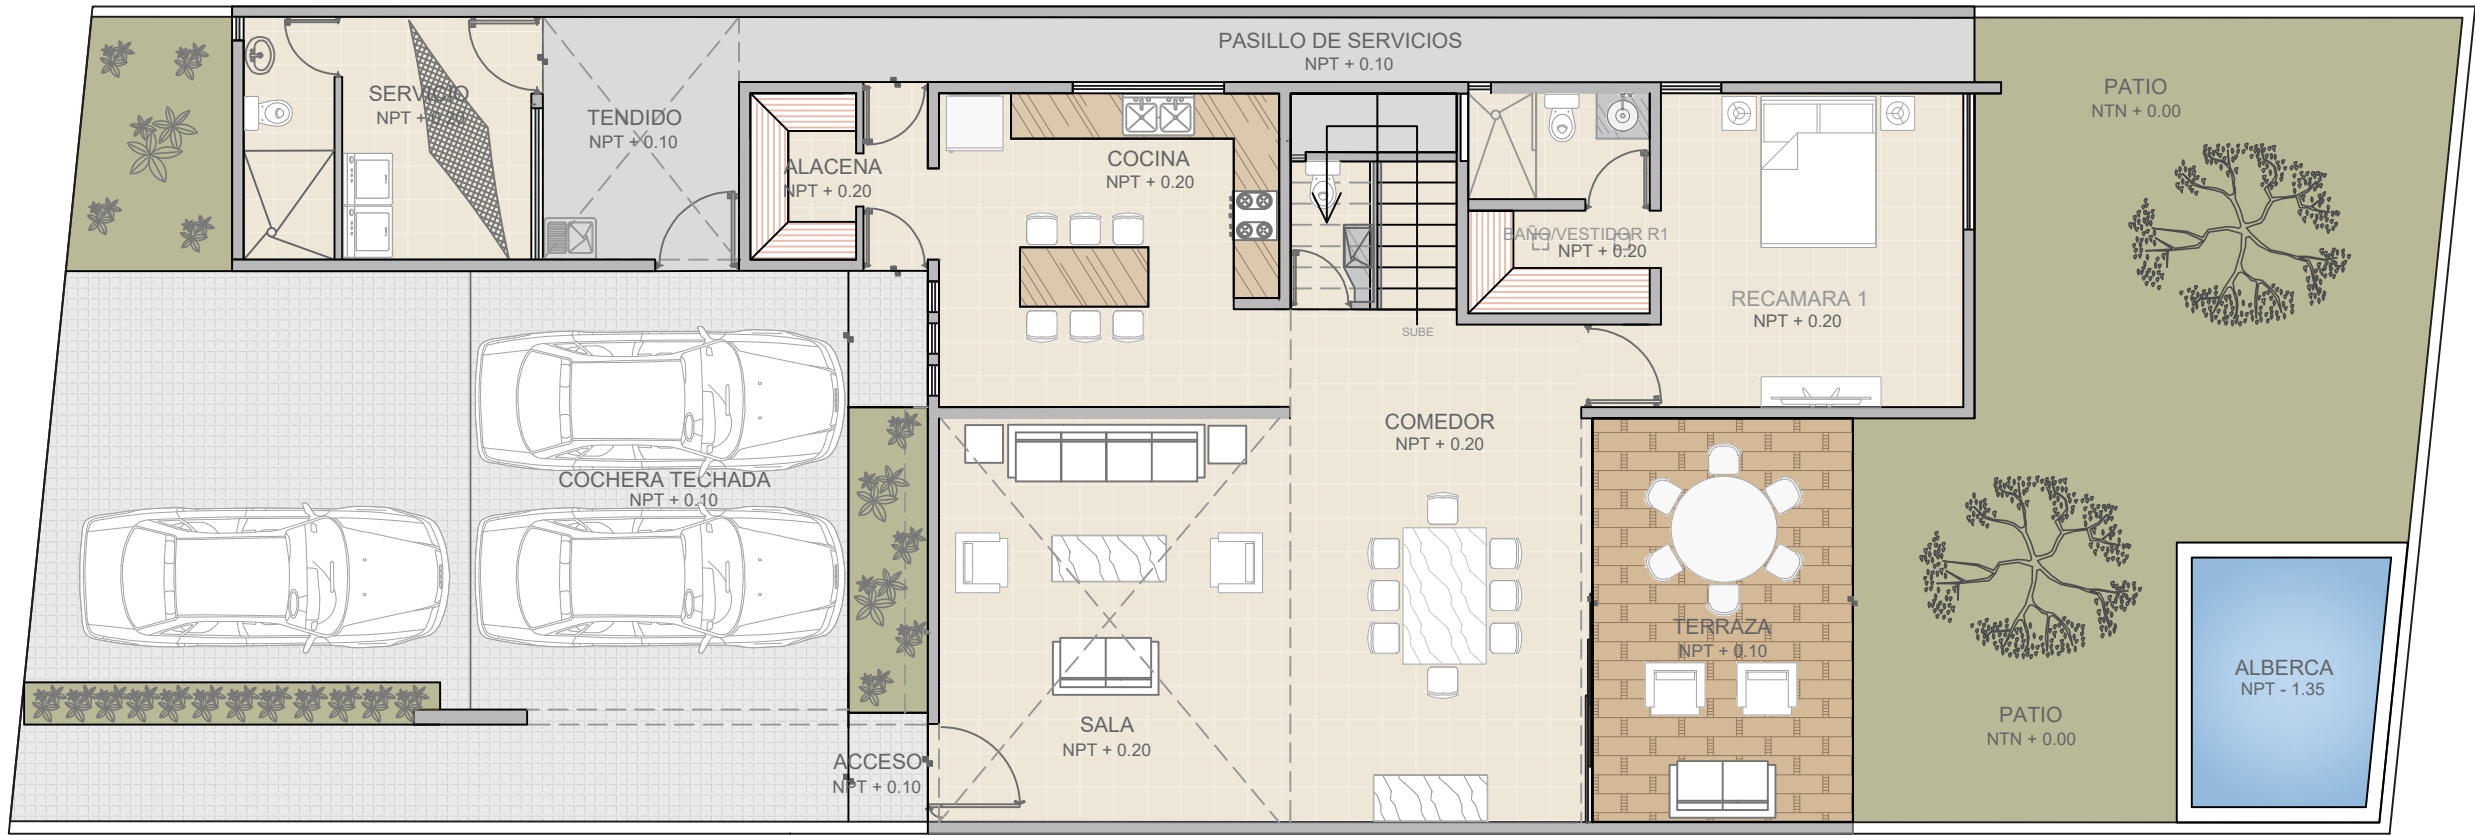 PASILLO DE SERVICIOS
NPT + 0.10
SERVICIO
NPT + 0.20
TENDIDO
NPT + 0.10
ALACENA
NPT + 0.20
COCINA
NPT + 0.20
PATIO
NTN + 0.00
BAÑO/VESTIDOR R1
NPT + 0.20
RECAMARA 1
NPT + 0.20
SUBE
COMEDOR
NPT + 0.20
COCHERA TECHADA
NPT + 0.10
TERRAZA
NPT + 0.10
ALBERCA
NPT - 1.35
SALA
NPT + 0.20
PATIO
NTN + 0.00
ACCESO
NPT + 0.10